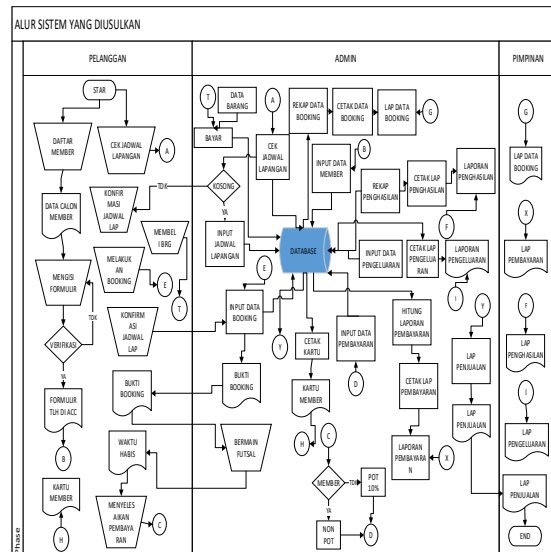 ALUR SISTEM YANG DIUSULKAN
PELANGGAN
ADMIN
PIMPINAN
STAR
DAFTAR
MEMBER
CEK JADWAL
LAPANGAN
A
DATA CALON
MEMBER
KONFIR
MASI JADWAL
LAP
MEMBEL
I BRG
MENGISI
FORMULIR
MELAKUK
AN BOOKING
E
T
TDK
VERIFIKASI
KONFIRM
ASI JADWAL
LAP
YA
FORMULIR
TLH DI ACC
BUKTI
BOOKING
B
WAKTU
HABIS
KARTU
MEMBER
MENYELES
AIKAN
PEMBAYA
RAN
C
H
T
DATA
BARANG
A
BAYAR
REKAP DATA
BOOKING
CETAK DATA
BOOKING
LAP DATA
BOOKING
G
CEK
JADWAL
LAPANGAN
INPUT DATA
MEMBER
B
TDK
KOSONG
YA
INPUT
JADWAL
LAPANGAN
REKAP
PENGHASILAN
CETAK LAP
PENGHASILAN
LAPORAN
PENGHASILAN
F
DATABASE
INPUT DATA
PENGELUARAN
CETAK LAP
PENGELUA
RAN
LAPORAN
PENGELUARAN
E
I
Y
INPUT DATA
BOOKING
Y
CETAK
KARTU
INPUT DATA
PEMBAYARAN
HITUNG
LAPORAN
PEMBAYARAN
LAP
PENJUALAN
BUKTI
BOOKING
KARTU
MEMBER
D
CETAK LAP
PEMBAYARAN
LAP
PENJUALAN
BERMAIN
FUTSAL
H
C
LAPORAN
PEMBAYARA
N
X
MEMBER
TDK
POT
10%
YA
NON
POT
D
G
LAP DATA
BOOKING
X
LAP
PEMBAYARAN
F
LAP
PENGHASILAN
I
LAP
PENGELUARAN
LAP
PENJUALAN
END
Phase